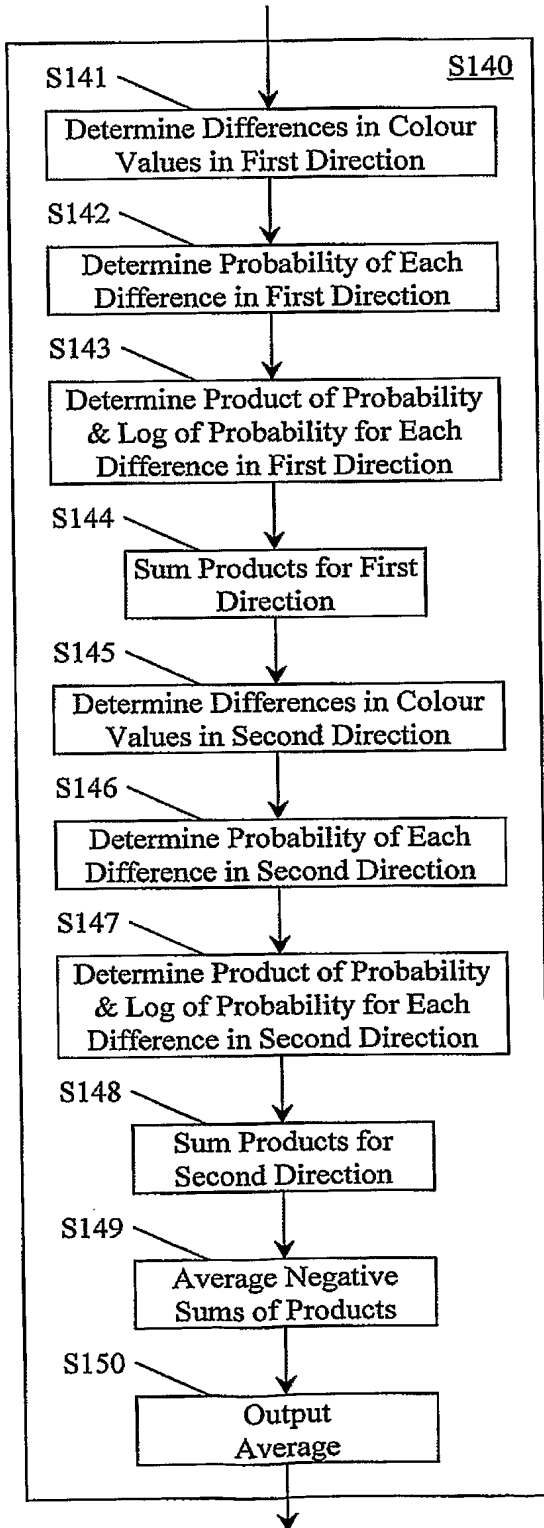 S140
S141
Determine Differences in Colour
Values in First Direction
S142
Determine Probability of Each
Difference in First Direction
S143
Determine Product of Probability
& Log of Probability for Each
Difference in First Direction
S144
Sum Products for First
Direction
S145
Determine Differences in Colour
Values in Second Direction
S146
Determine Probability of Each
Difference in Second Direction
S147
Determine Product of Probability
& Log of Probability for Each
Difference in Second Direction
S148
Sum Products for
Second Direction
S149
Average Negative
Sums of Products
S150
Output
Average